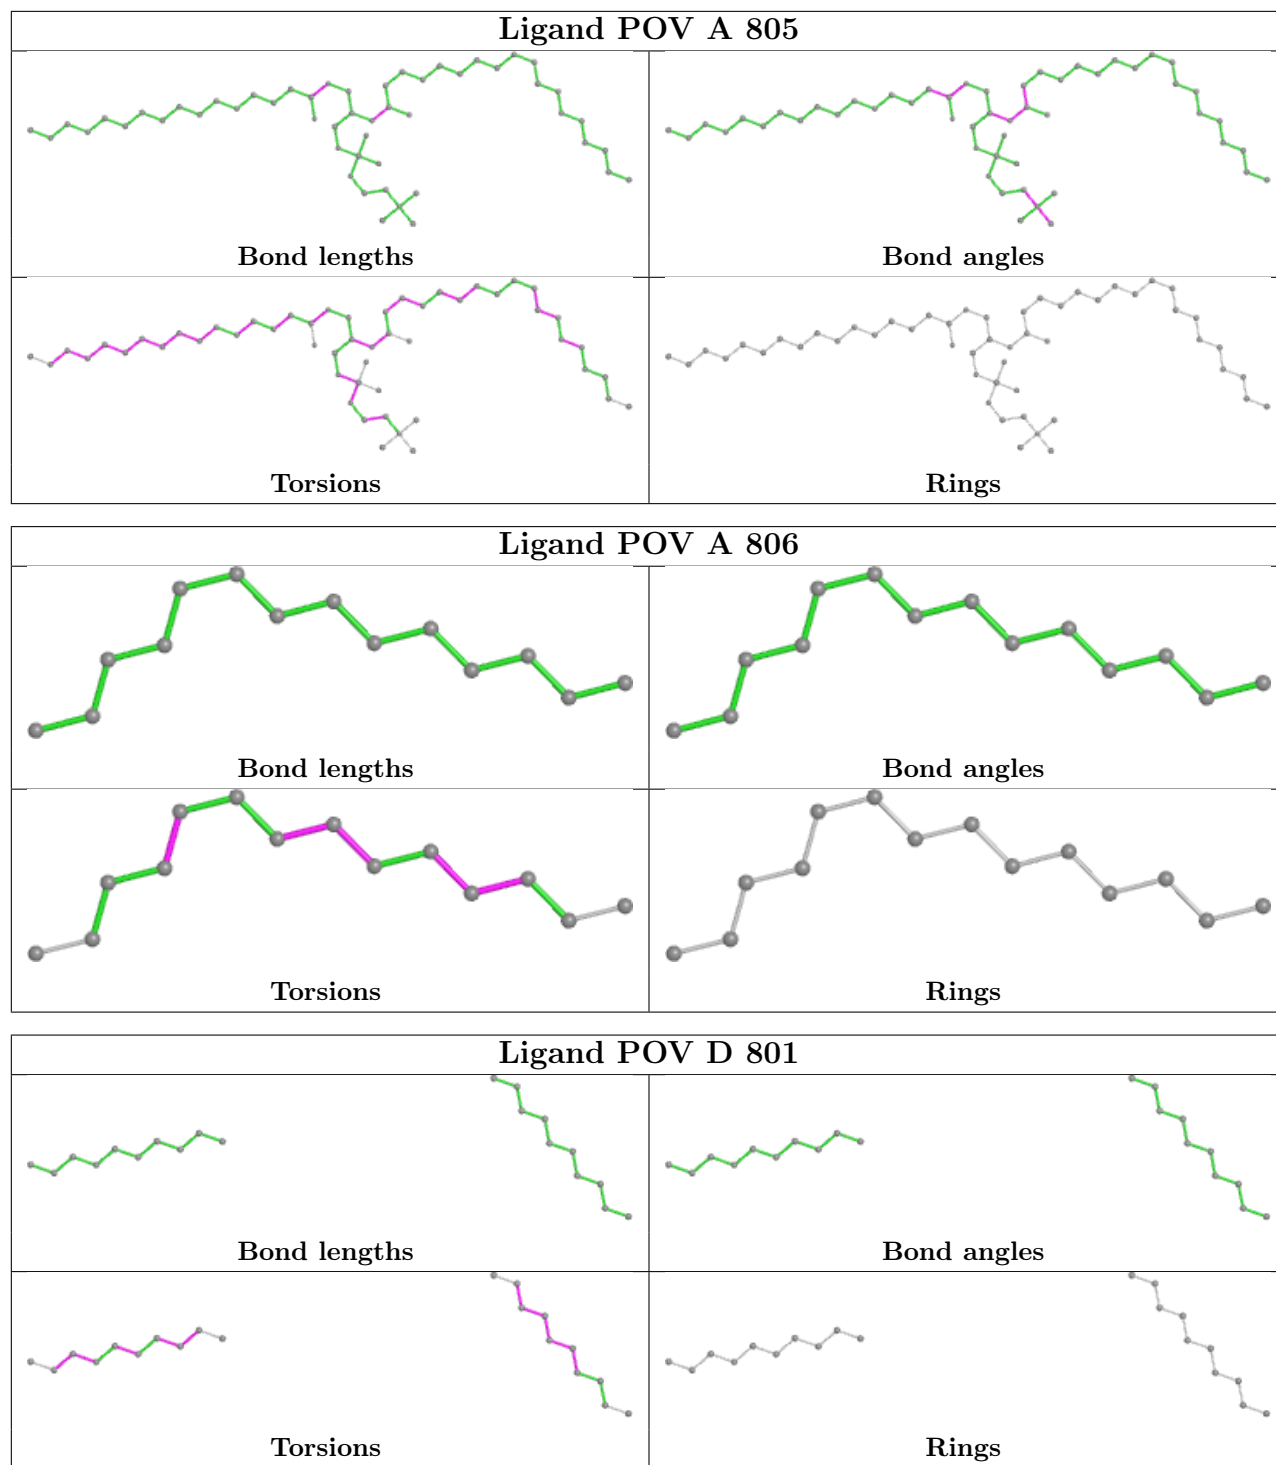 Ligand POV A 805
Bond lengths
Bond angles
Torsions
Rings
Ligand POV A 806
Bond lengths
Bond angles
Torsions
Rings
Ligand POV D 801
Bond lengths
Bond angles
Torsions
Rings